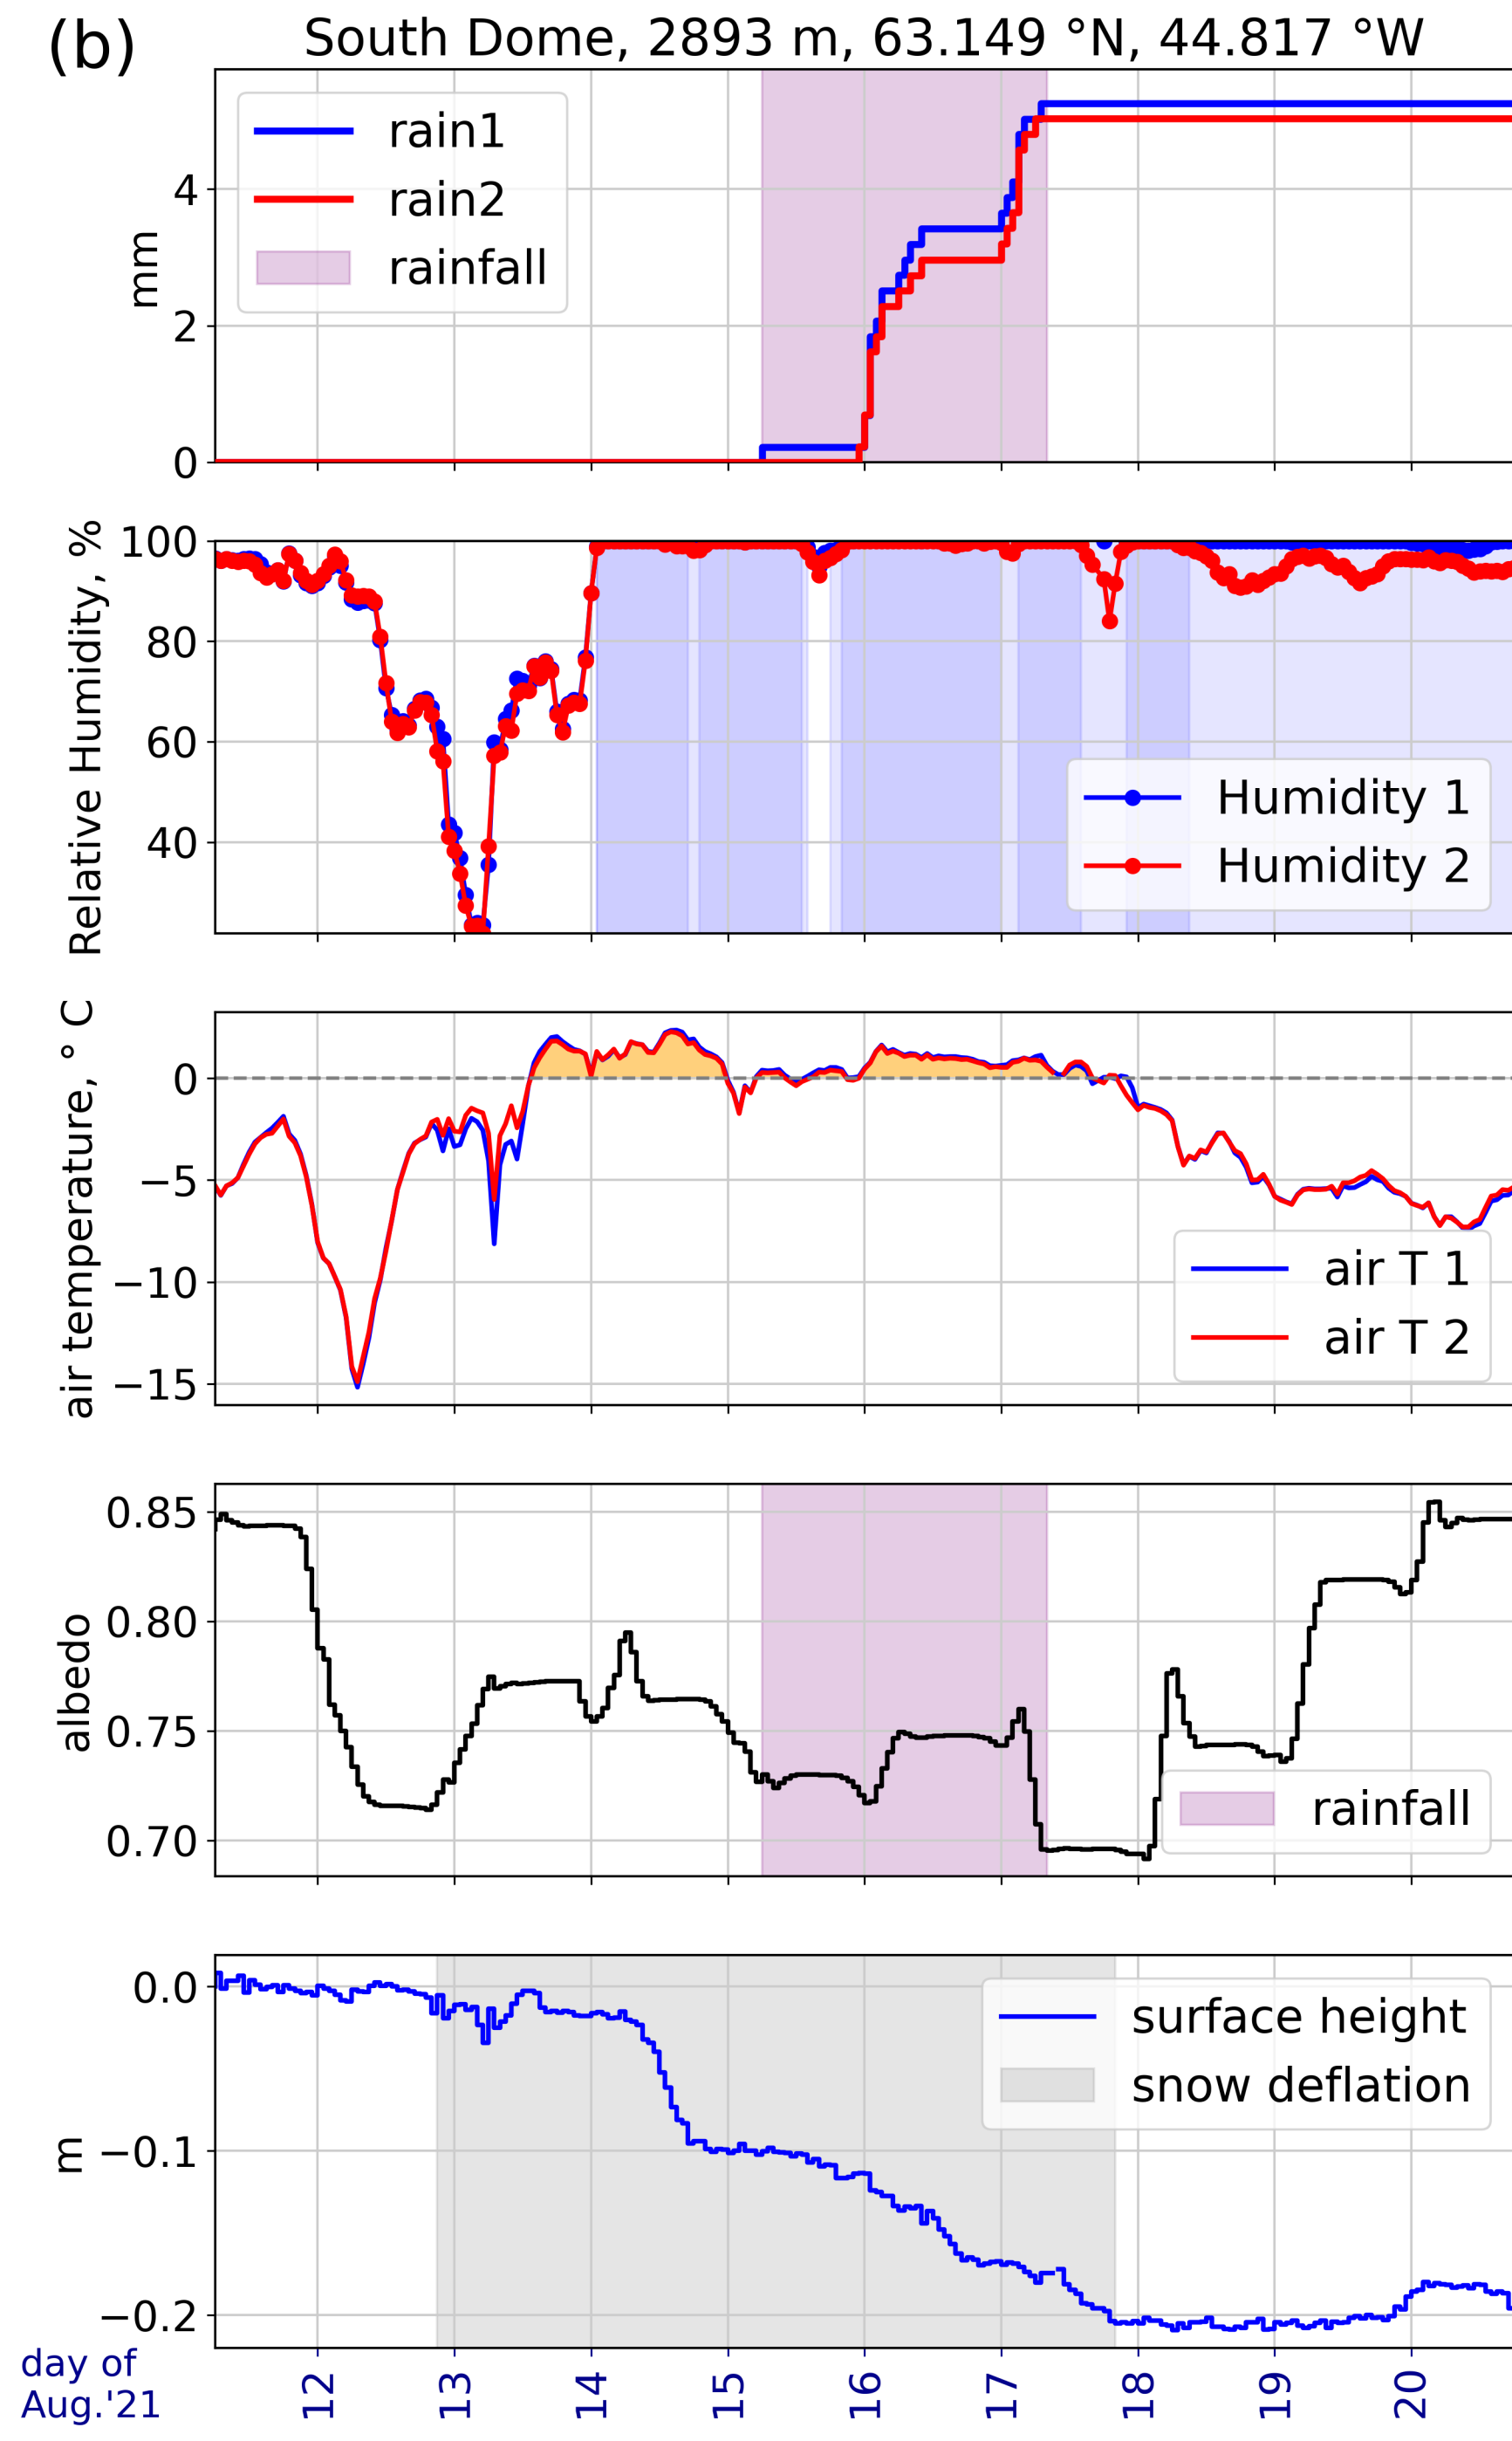 (b)
South Dome, 2893 m, 63.149 °N, 44.817 °W
mm
4
2
0
rain1
rain2
rainfall
Relative Humidity, %
100
80
60
40
Humidity 1
Humidity 2
air temperature, ° C
0
−5
−10
−15
air T 1
air T 2
albedo
0.85
0.80
0.75
0.70
rainfall
m
0.0
−0.1
−0.2
surface height
snow deflation
day of
Aug.'21
12
13
14
15
16
17
18
19
20